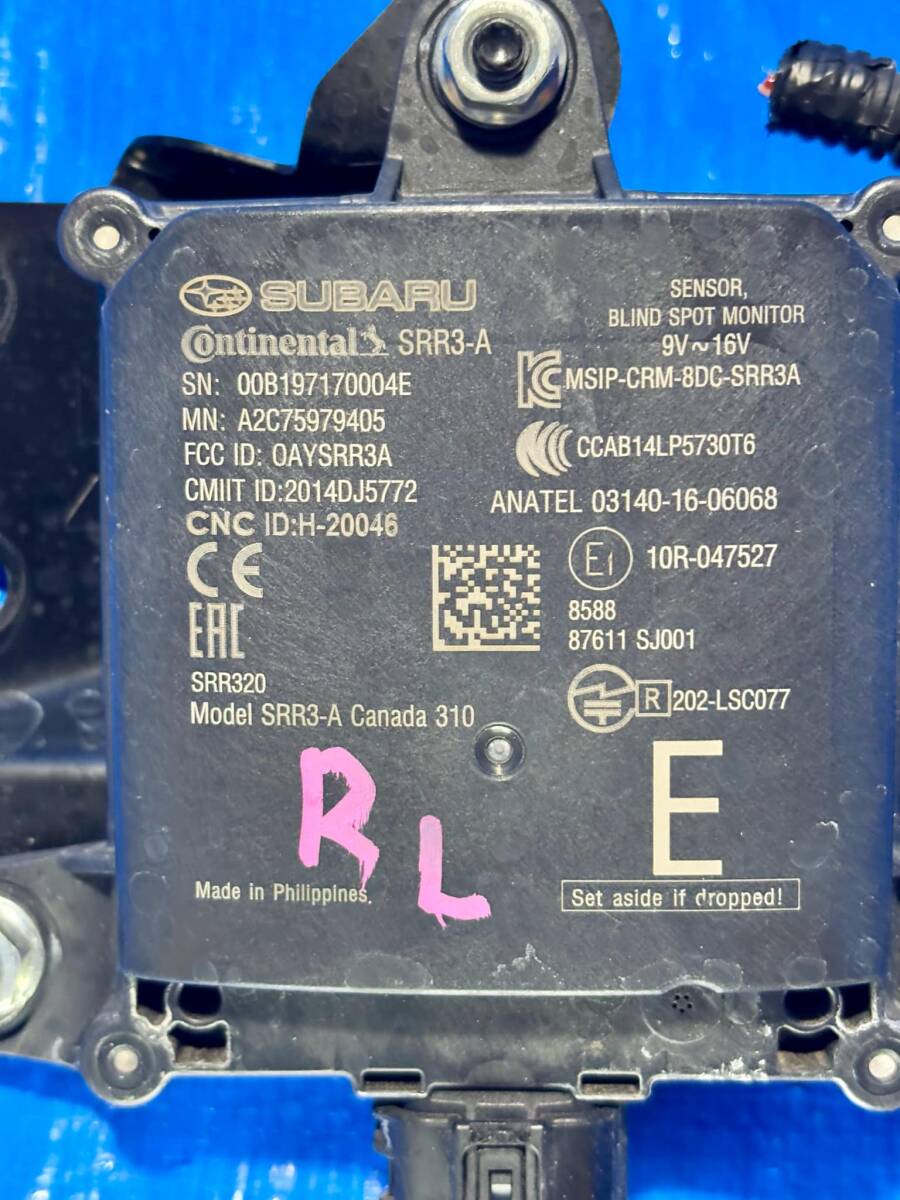 SUBARU
Continental SRR3-A
SN: 00B197170004E
MN: A2C75979405
FCC ID: OAYSRR3A
CMIIT ID:2014DJ5772
CNC ID:H-20046
CE
EAC
SRR320
Model SRR3-A Canada 310
SENSOR,
BLIND SPOT MONITOR
9V~16V
MSIP-CRM-8DC-SRR3A
CCAB14LP5730T6
ANATEL 03140-16-06068
E1 10R-047527
8588
87611 SJ001
R 202-LSC077
R L
E
Made in Philippines.
Set aside if dropped!